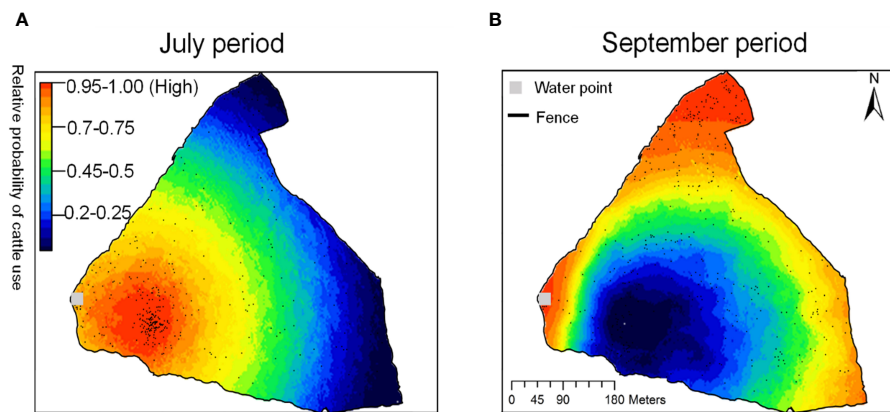 A
July period
Relative probability of cattle use
0.95-1.00 (High)
0.7-0.75
0.45-0.5
0.2-0.25
B
September period
Water point
Fence
N
0 45 90 180 Meters